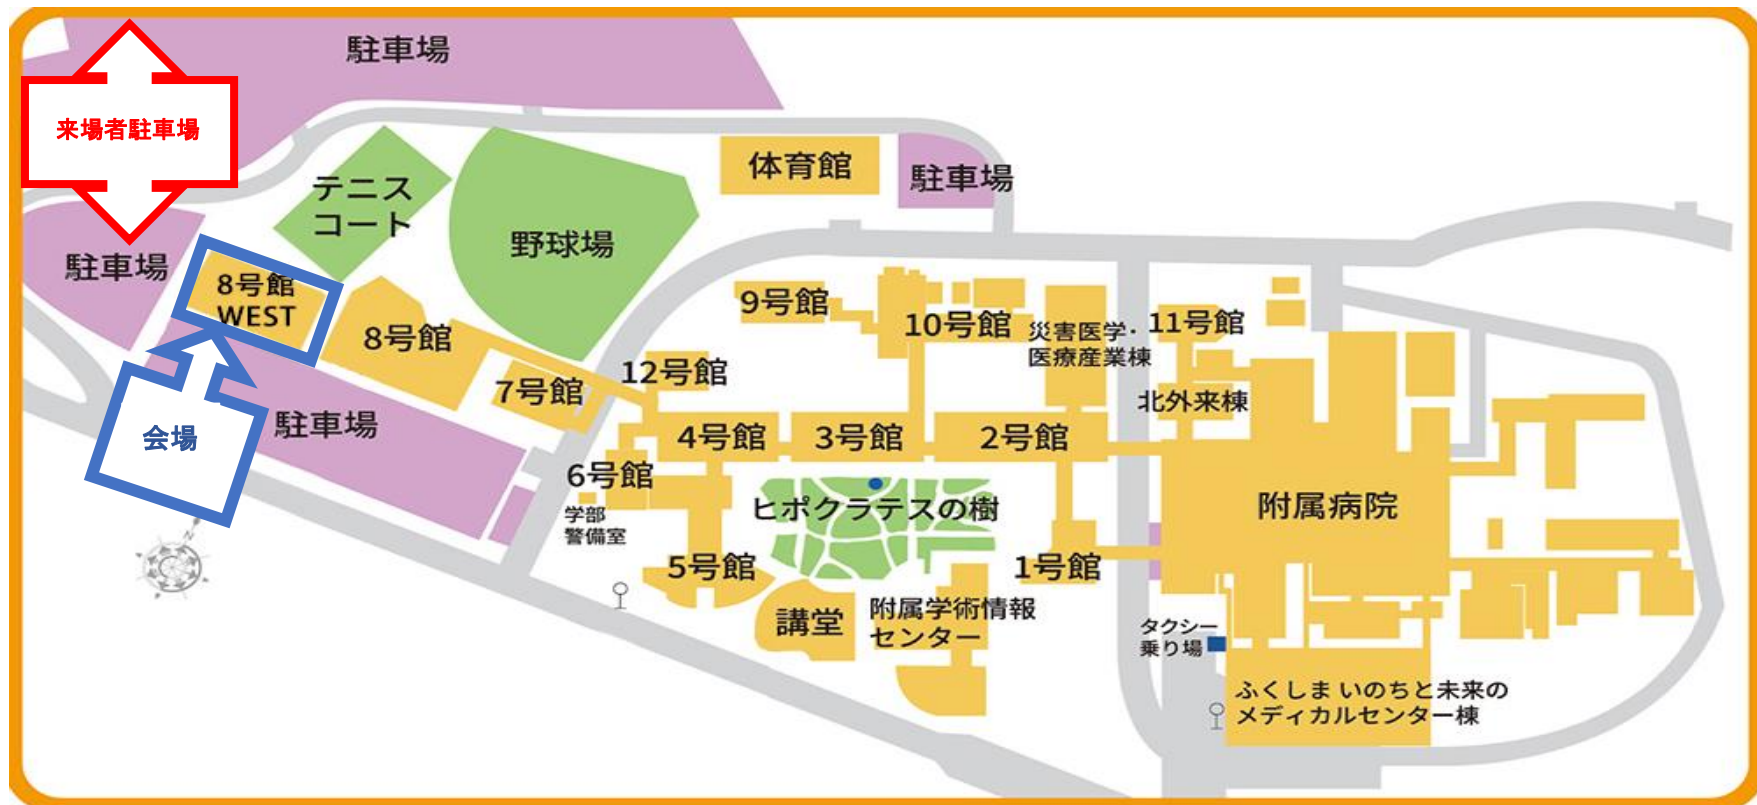 駐車場
来場者駐車場
体育館
駐車場
テニス
コート
野球場
駐車場
8号館
WEST
9号館
10号館
災害医学・
医療産業棟
11号館
8号館
12号館
7号館
北外来棟
会場
駐車場
4号館
3号館
2号館
6号館
ヒポクラテスの樹
附属病院
学部
警備室
N
5号館
1号館
講堂
附属学術情報
センター
タクシー
乗り場
ふくしま いのちと未来の
メディカルセンター棟